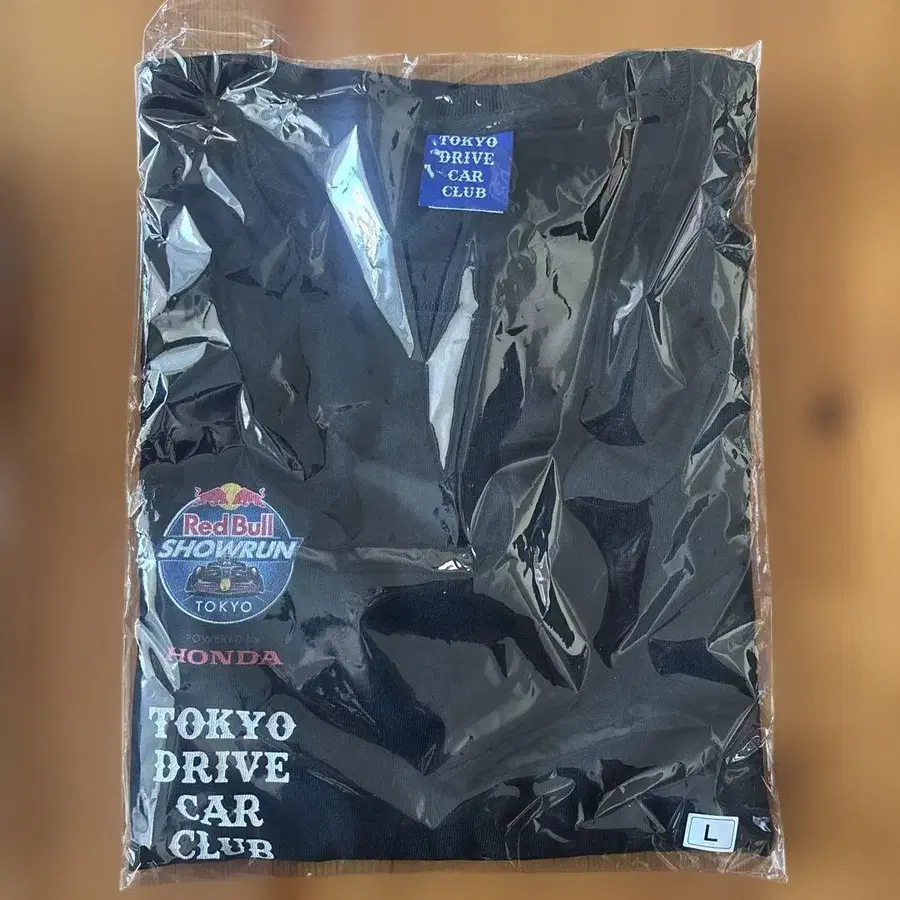 TOKYO
DRIVE
CAR
CLUB
Red Bull
SHOWRUN
TOKYO
POWERED by
HONDA
TOKYO
DRIVE
CAR
CLUB
L